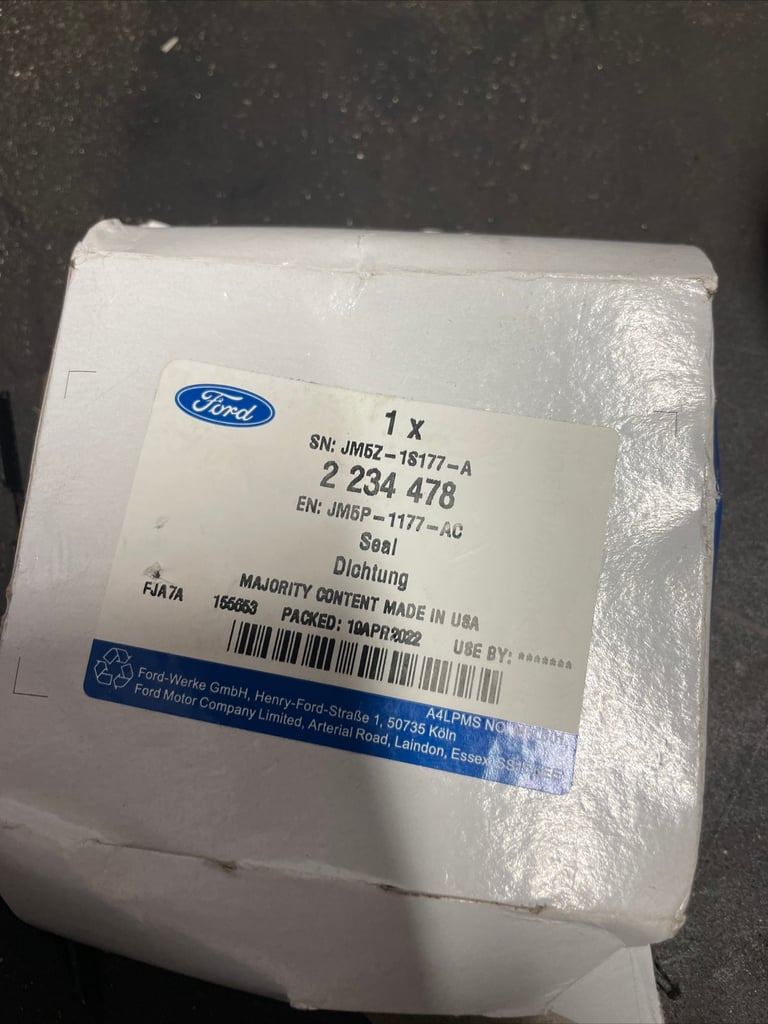 Ford
1 X
SN: JM5Z-1S177-A
2 234 478
EN: JM5P-1177-AC
Seal
Dichtung
MAJORITY CONTENT MADE IN USA
FJA7A 155653 PACKED: 19APR2022 USE BY: *******
A4LPMS
Ford-Werke GmbH, Henry-Ford-Straße 1, 50735 Köln
Ford Motor Company Limited, Arterial Road, Laindon, Essex